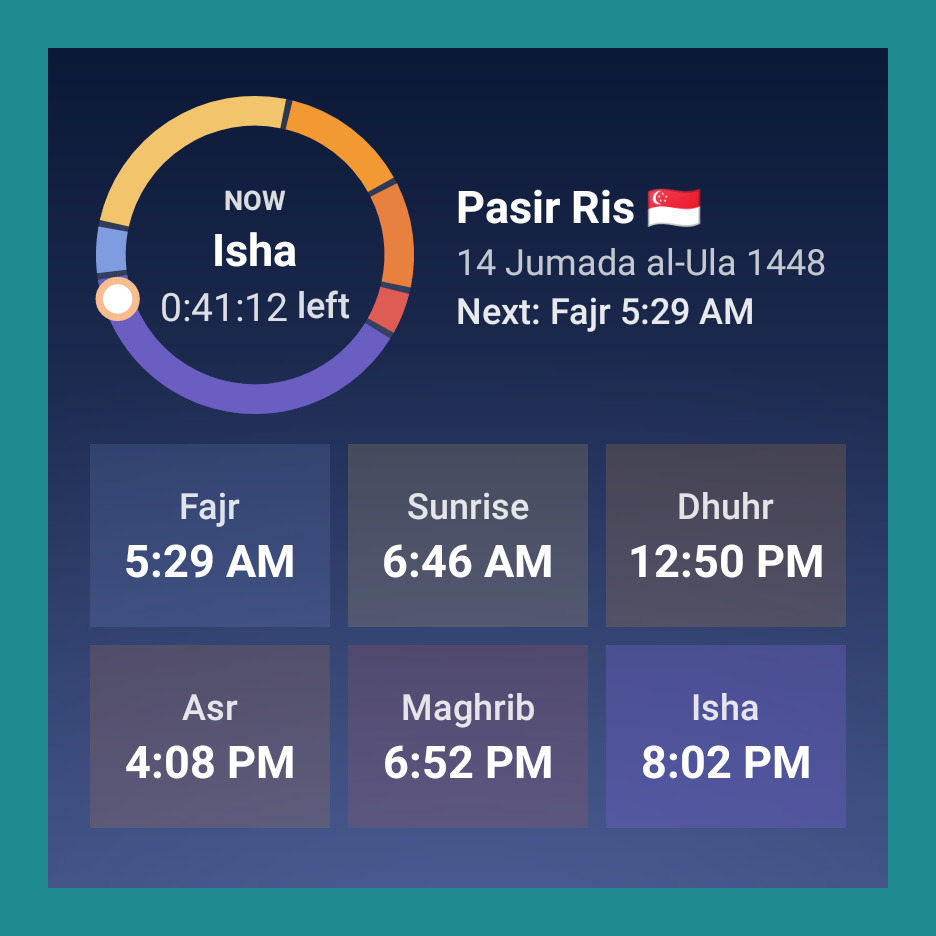 NOW
Isha
0:41:12 left
Pasir Ris 🇸🇬
14 Jumada al-Ula 1448
Next: Fajr 5:29 AM
Fajr
5:29 AM
Sunrise
6:46 AM
Dhuhr
12:50 PM
Asr
4:08 PM
Maghrib
6:52 PM
Isha
8:02 PM